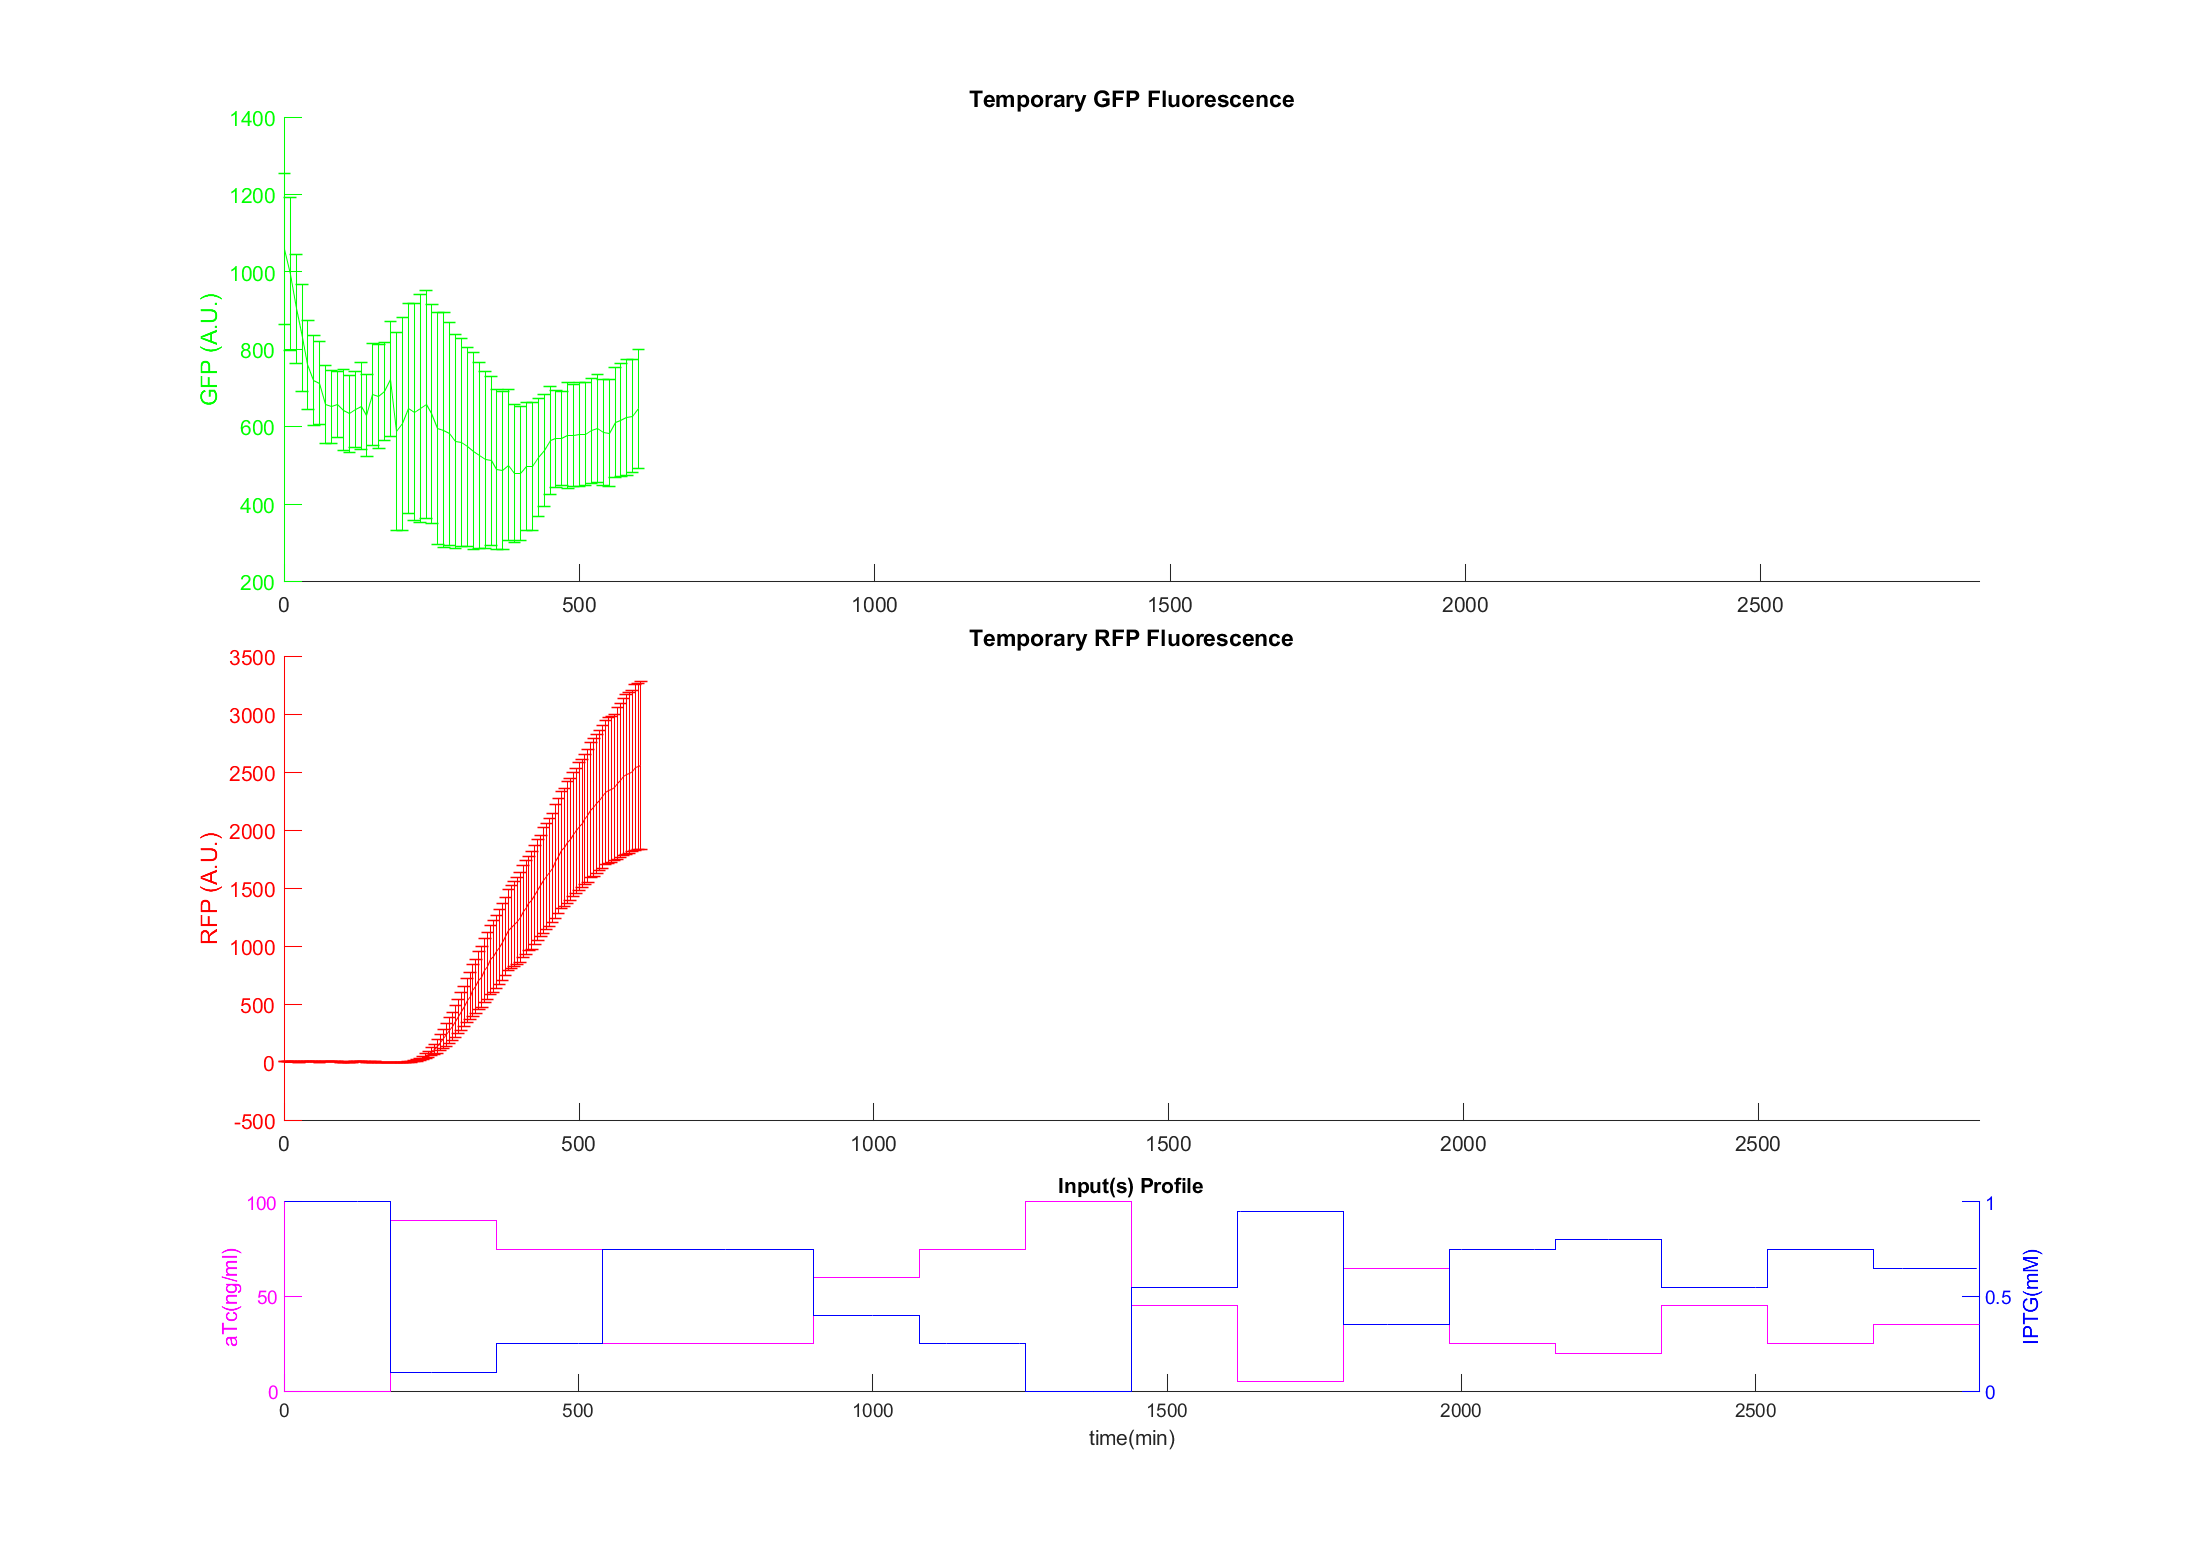 Temporary GFP Fluorescence
GFP (A.U.)
1400
1200
1000
800
600
400
200
0 500 1000 1500 2000 2500
Temporary RFP Fluorescence
RFP (A.U.)
3500
3000
2500
2000
1500
1000
500
0
-500
0 500 1000 1500 2000 2500
Input(s) Profile
aTc(ng/ml)
100
50
0
1
0.5
0
IPTG(mM)
0 500 1000 1500 2000 2500
time(min)